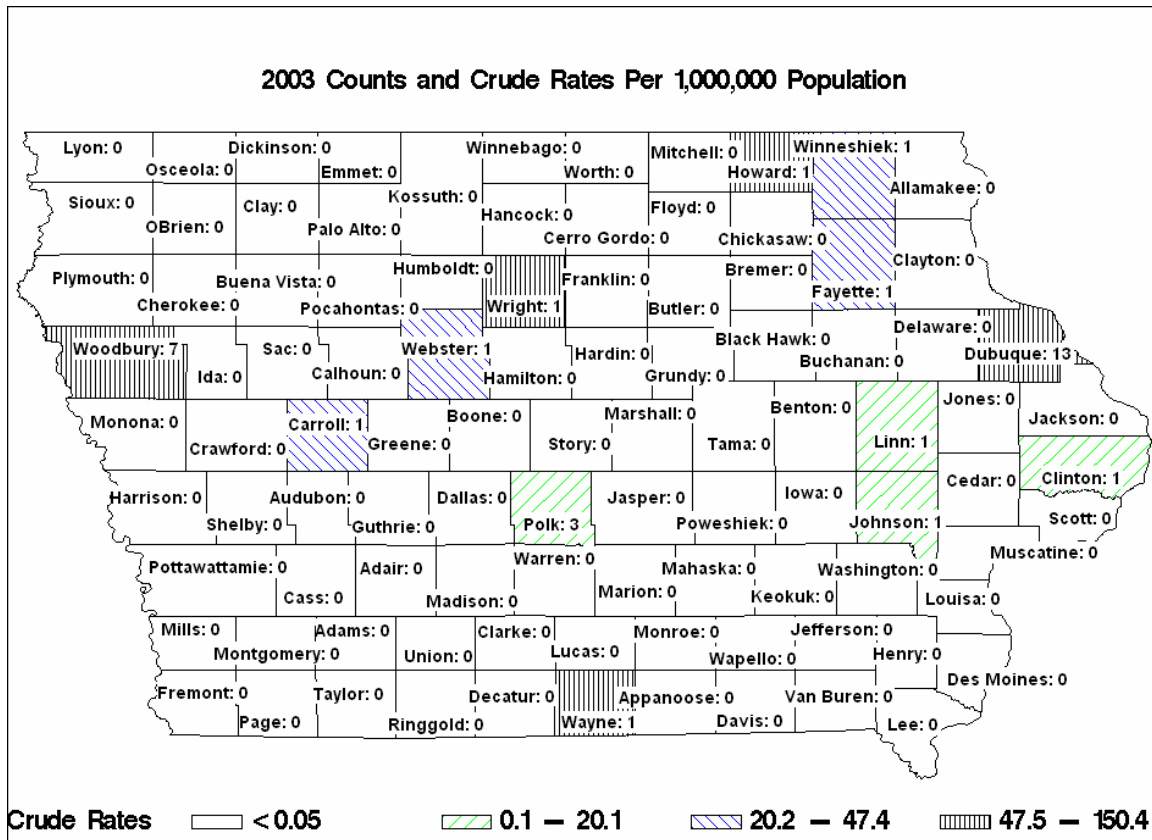 2003 Counts and Crude Rates Per 1,000,000 Population
Lyon: 0
Osceola: 0
Dickinson: 0
Emmet: 0
Winnebago: 0
Worth: 0
Mitchell: 0
Howard: 1
Winneshiek: 1
Allamakee: 0
Sioux: 0
OBrien: 0
Clay: 0
Palo Alto: 0
Kossuth: 0
Hancock: 0
Cerro Gordo: 0
Floyd: 0
Chickasaw: 0
Plymouth: 0
Cherokee: 0
Buena Vista: 0
Pocahontas: 0
Humboldt: 0
Wright: 1
Franklin: 0
Butler: 0
Bremer: 0
Fayette: 1
Clayton: 0
Woodbury: 7
Ida: 0
Sac: 0
Calhoun: 0
Webster: 1
Hamilton: 0
Hardin: 0
Grundy: 0
Black Hawk: 0
Buchanan: 0
Delaware: 0
Dubuque: 13
Monona: 0
Crawford: 0
Carroll: 1
Greene: 0
Boone: 0
Story: 0
Marshall: 0
Tama: 0
Benton: 0
Linn: 1
Jones: 0
Jackson: 0
Clinton: 1
Cedar: 0
Harrison: 0
Shelby: 0
Audubon: 0
Guthrie: 0
Dallas: 0
Polk: 3
Jasper: 0
Poweshiek: 0
Iowa: 0
Johnson: 1
Scott: 0
Muscatine: 0
Pottawattamie: 0
Cass: 0
Adair: 0
Madison: 0
Warren: 0
Marion: 0
Mahaska: 0
Keokuk: 0
Washington: 0
Louisa: 0
Mills: 0
Montgomery: 0
Adams: 0
Union: 0
Clarke: 0
Lucas: 0
Monroe: 0
Wapello: 0
Jefferson: 0
Henry: 0
Des Moines: 0
Fremont: 0
Page: 0
Taylor: 0
Ringgold: 0
Decatur: 0
Wayne: 1
Appanoose: 0
Davis: 0
Van Buren: 0
Lee: 0
Crude Rates < 0.05 0.1 – 20.1 20.2 – 47.4 47.5 – 150.4